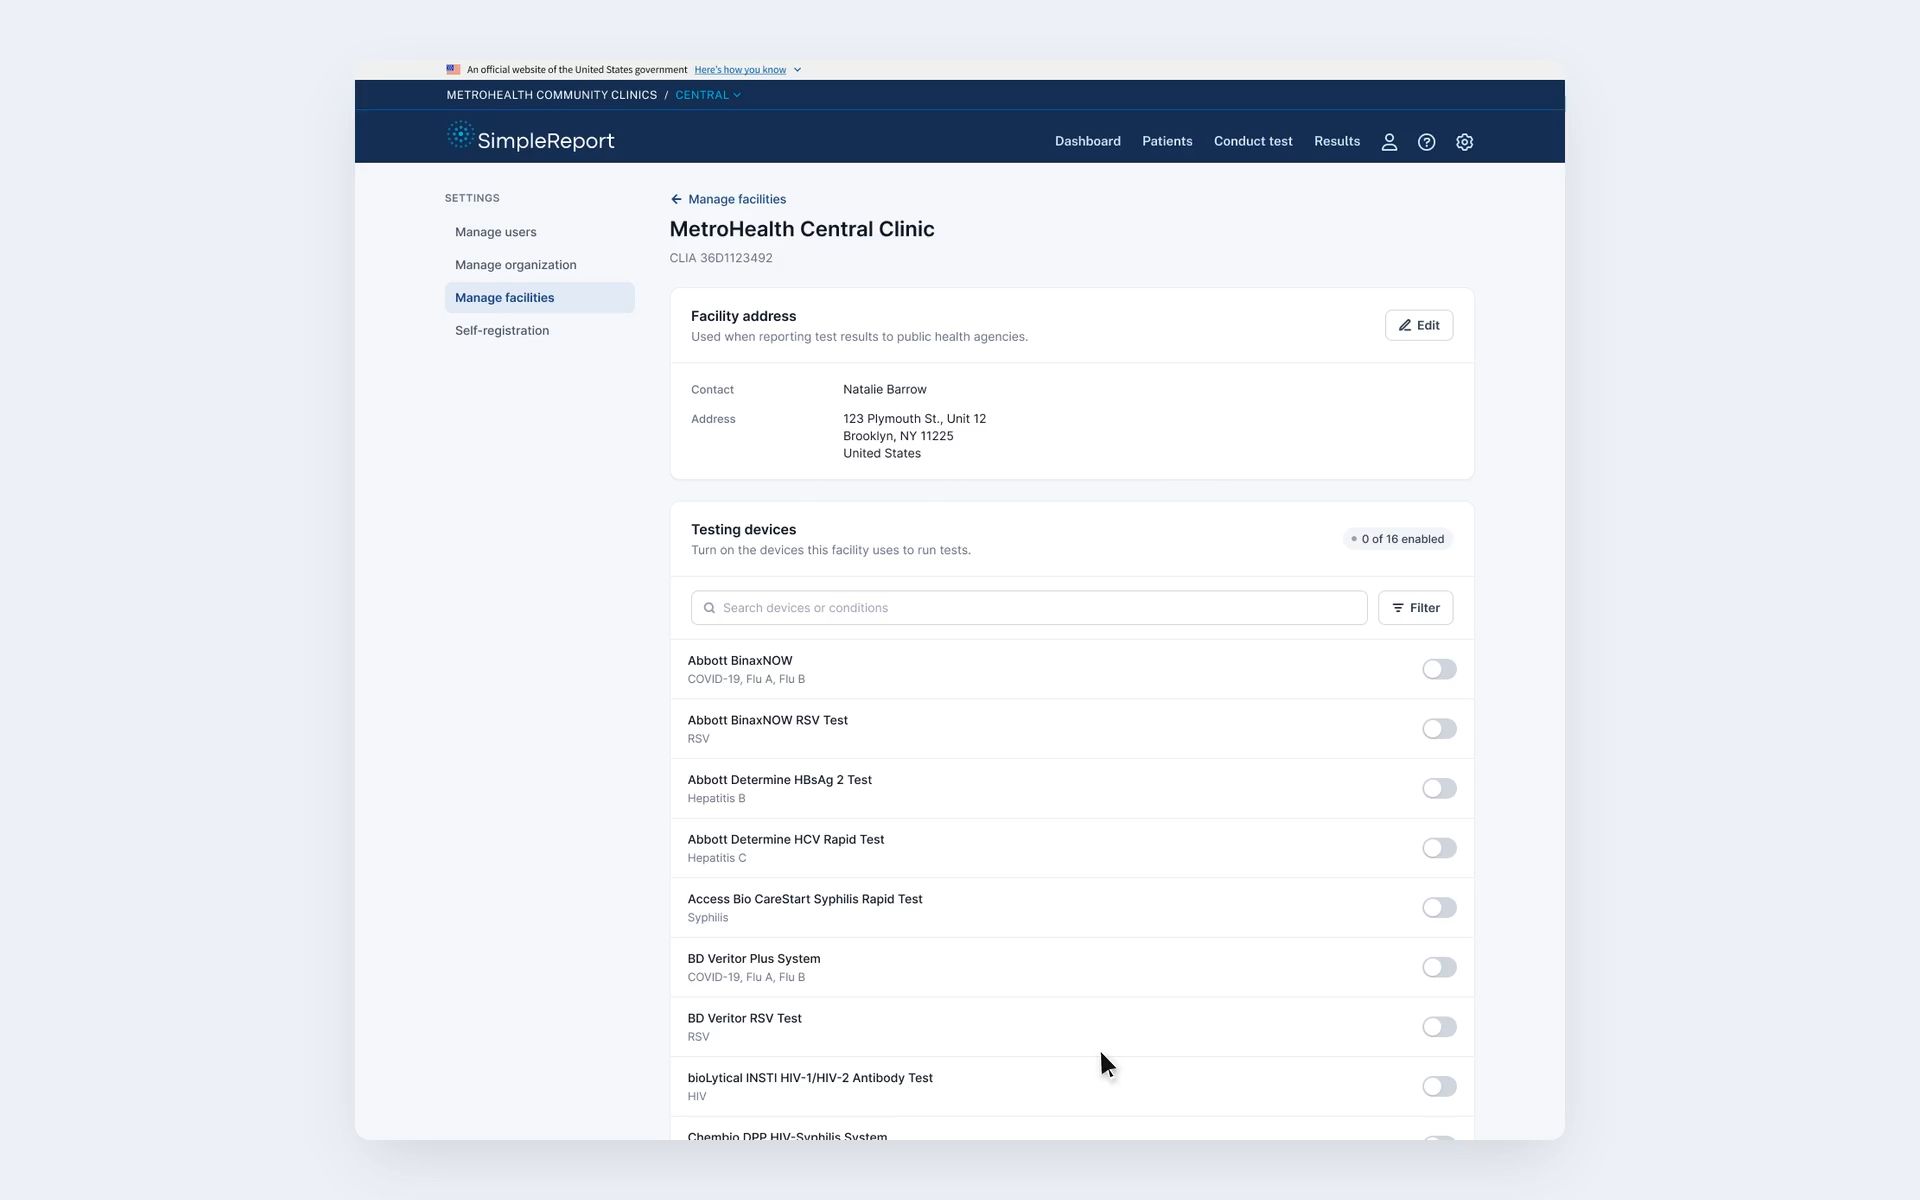 An official website of the United States government Here's how you know
METROHEALTH COMMUNITY CLINICS / CENTRAL
SimpleReport
Dashboard Patients Conduct test Results
SETTINGS
Manage users
Manage organization
Manage facilities
Self-registration
Manage facilities
MetroHealth Central Clinic
CLIA 36D1123492
Facility address
Used when reporting test results to public health agencies.
Edit
Contact Natalie Barrow
Address 123 Plymouth St., Unit 12
Brooklyn, NY 11225
United States
Testing devices
Turn on the devices this facility uses to run tests.
0 of 16 enabled
Search devices or conditions
Filter
Abbott BinaxNOW
COVID-19, Flu A, Flu B
Abbott BinaxNOW RSV Test
RSV
Abbott Determine HBsAg 2 Test
Hepatitis B
Abbott Determine HCV Rapid Test
Hepatitis C
Access Bio CareStart Syphilis Rapid Test
Syphilis
BD Veritor Plus System
COVID-19, Flu A, Flu B
BD Veritor RSV Test
RSV
bioLytical INSTI HIV-1/HIV-2 Antibody Test
HIV
Chembio DPP HIV-Syphilis System